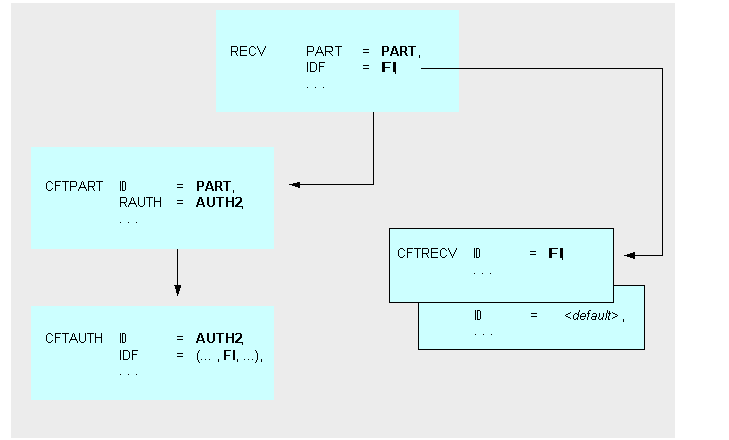 RECV PART = PART,
IDF = FI,
. . .
CFTPART ID = PART,
RAUTH = AUTH2,
. . .
CFTRECV ID = FI,
. . .
ID = <default>,
. . .
CFTAUTH ID = AUTH2,
IDF = (... , FI, ...),
. . .